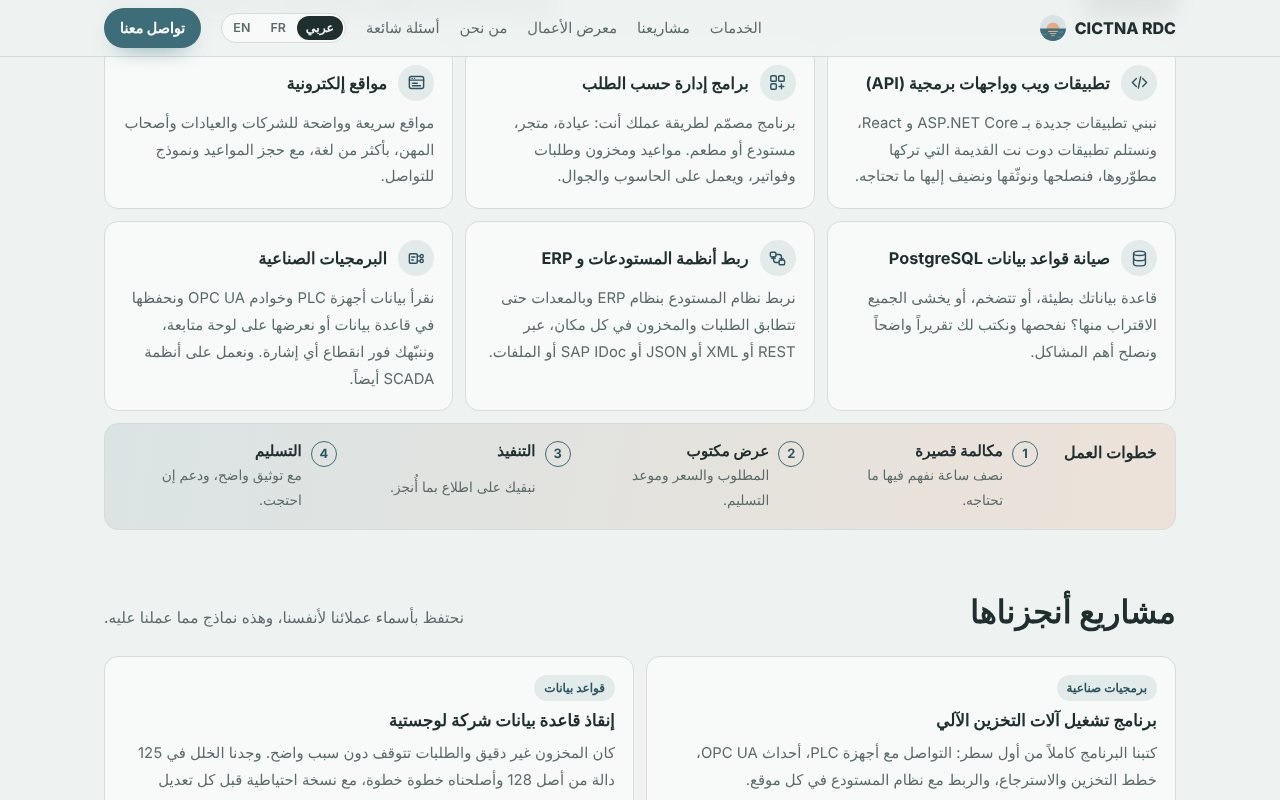 CICTNA RDC
الخدمات
مشاريعنا
معرض الأعمال
من نحن
أسئلة شائعة
عربي
FR
EN
تواصل معنا
تطبيقات ويب وواجهات برمجية (API)
نبني تطبيقات جديدة بـ ASP.NET Core و React،
ونستلم تطبيقات دوت نت القديمة التي تركها
مطوّروها، فنصلحها ونوثّقها ونضيف إليها ما تحتاجه.
برامج إدارة حسب الطلب
برنامج مصمّم لطريقة عملك أنت: عيادة، متجر،
مستودع أو مطعم. مواعيد ومخزون وطلبات
وفواتير، ويعمل على الحاسوب والجوال.
مواقع إلكترونية
مواقع سريعة وواضحة للشركات والعيادات وأصحاب
المهن، بأكثر من لغة، مع حجز المواعيد ونموذج
للتواصل.
صيانة قواعد بيانات PostgreSQL
قاعدة بياناتك بطيئة، أو تتضخم، أو يخشى الجميع
الاقتراب منها؟ نفحصها ونكتب لك تقريراً واضحاً
ونصلح أهم المشاكل.
ربط أنظمة المستودعات و ERP
نربط نظام المستودع بنظام ERP وبالمعدات حتى
تتطابق الطلبات والمخزون في كل مكان، عبر
REST أو XML أو JSON أو SAP IDoc أو الملفات.
البرمجيات الصناعية
نقرأ بيانات أجهزة PLC وخوادم OPC UA ونحفظها
في قاعدة بيانات أو نعرضها على لوحة متابعة،
وننبّهك فور انقطاع أي إشارة. ونعمل على أنظمة
SCADA أيضاً.
خطوات العمل
1
مكالمة قصيرة
نصف ساعة نفهم فيها ما
تحتاجه.
2
عرض مكتوب
المطلوب والسعر وموعد
التسليم.
3
التنفيذ
نبقيك على اطلاع بما أُنجز.
4
التسليم
مع توثيق واضح، ودعم إن
احتجت.
مشاريع أنجزناها
نحتفظ بأسماء عملائنا لأنفسنا، وهذه نماذج مما عملنا عليه.
برمجيات صناعية
برنامج تشغيل آلات التخزين الآلي
كتبنا البرنامج كاملاً من أول سطر: التواصل مع أجهزة PLC، أحداث OPC UA،
خطط التخزين والاسترجاع، والربط مع نظام المستودع في كل موقع.
قواعد بيانات
إنقاذ قاعدة بيانات شركة لوجستية
كان المخزون غير دقيق والطلبات تتوقف دون سبب واضح. وجدنا الخلل في 125
دالة من أصل 128 وأصلحناه خطوة خطوة، مع نسخة احتياطية قبل كل تعديل